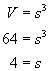 V = s³
64 = s³
4 = s